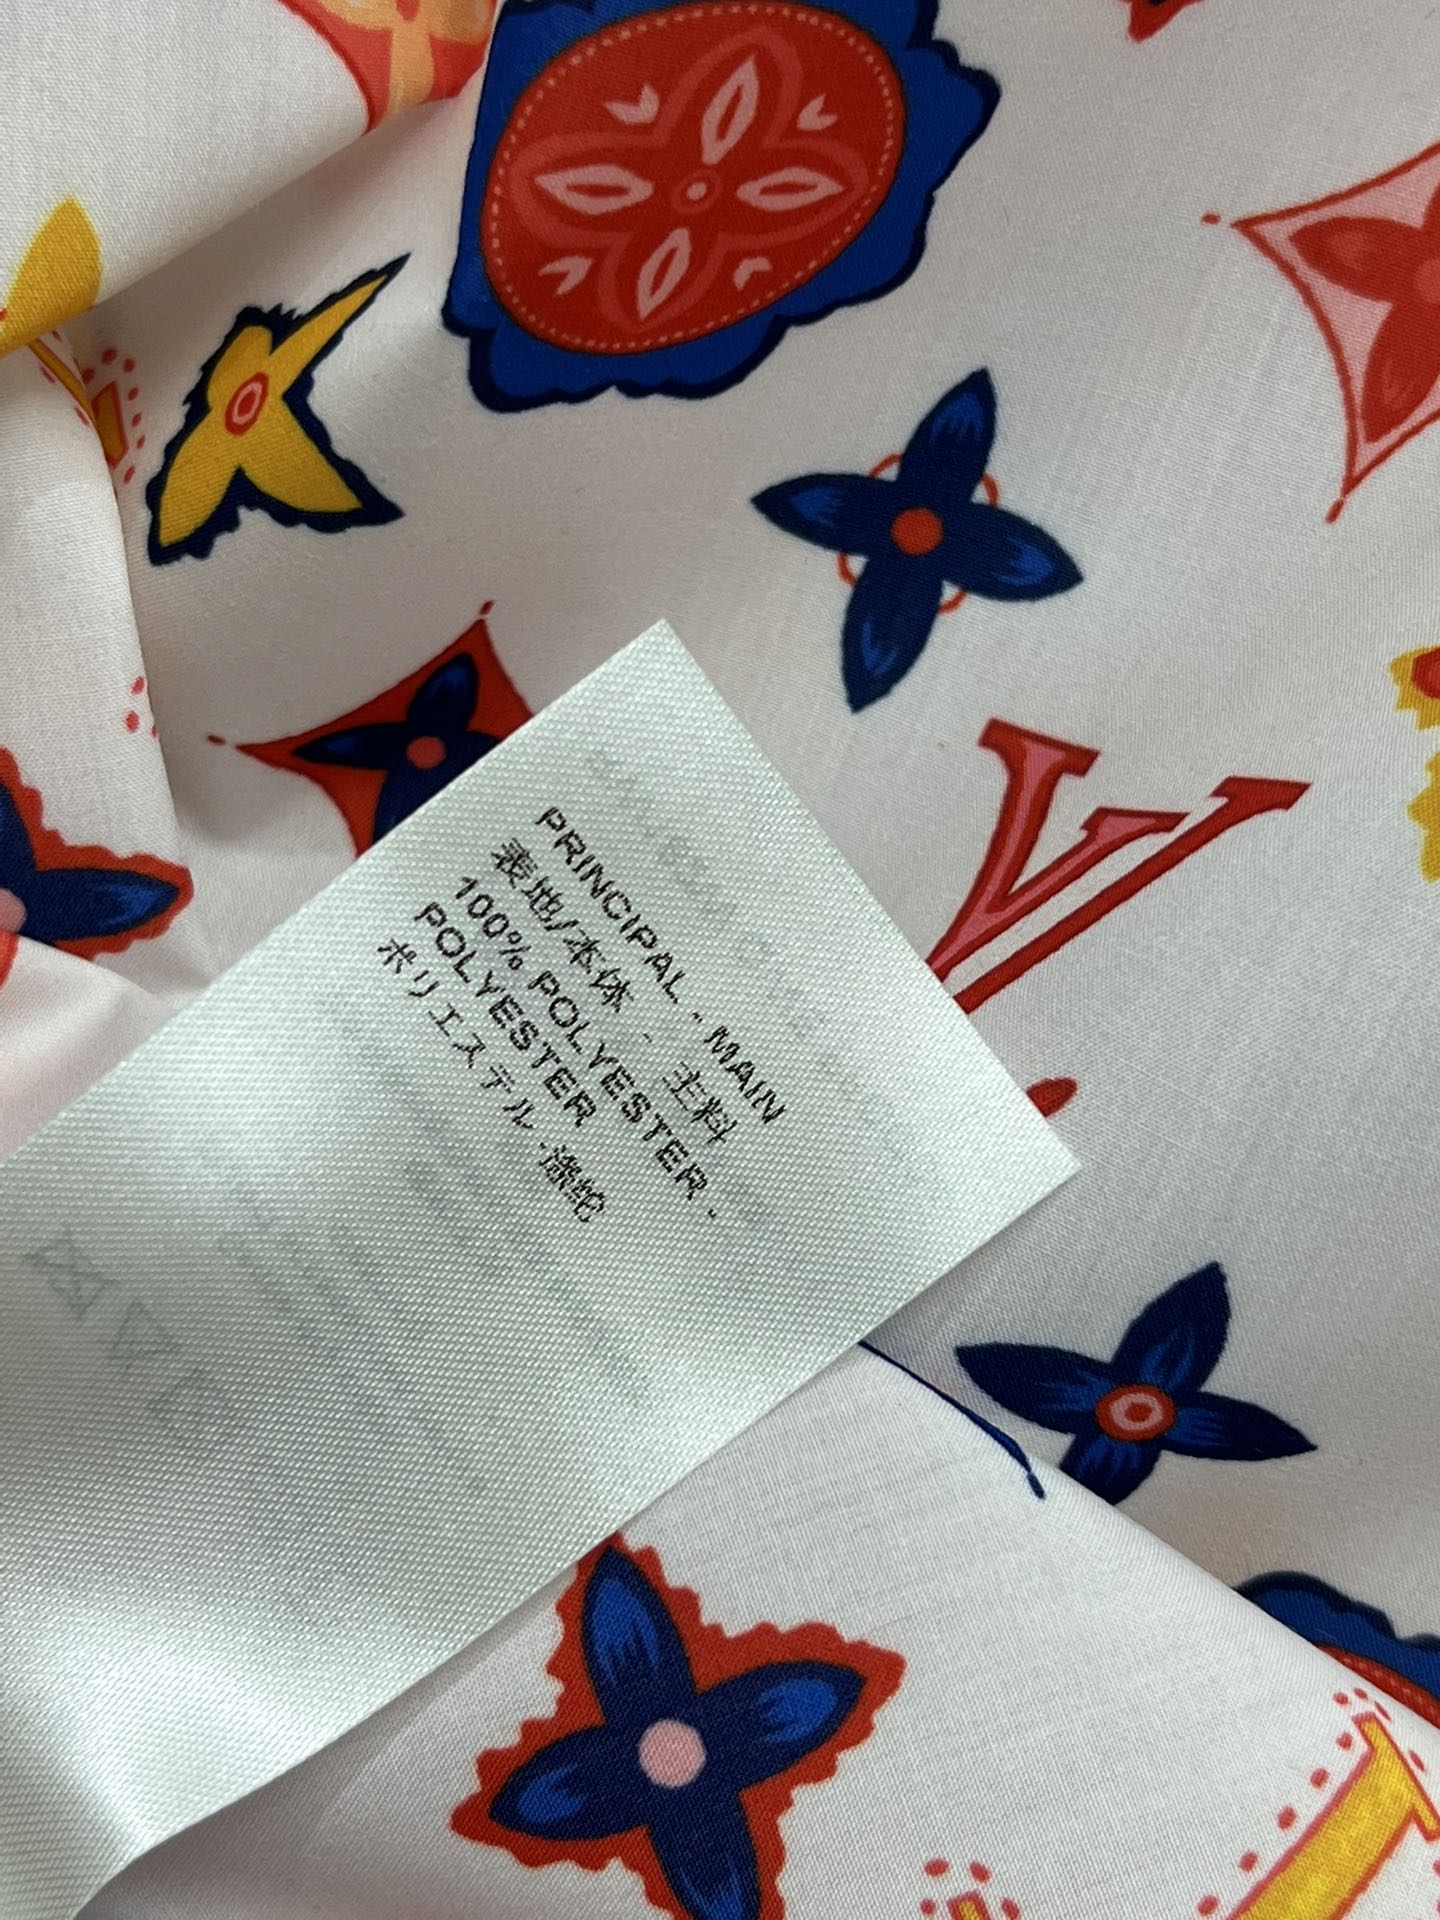 PRINCIPAL - MAIN
表地/本体 - 主料
100% POLYESTER -
POLYESTER
ポリエステル -涤纶